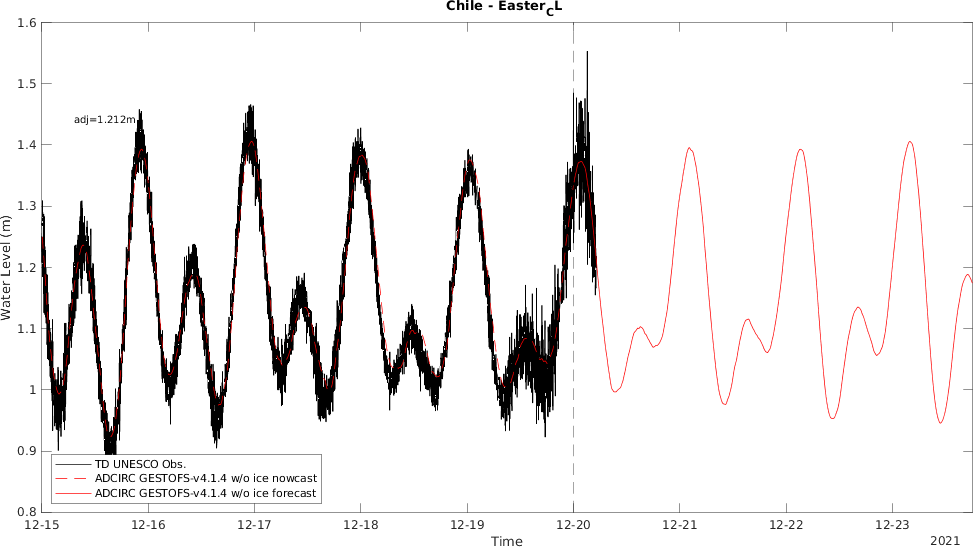 Chile - Easter_CL
1.6
1.5
adj=1.212m
1.4
1.3
1.2
Water Level (m)
1.1
1
0.9
TD UNESCO Obs.
ADCIRC GESTOFS-v4.1.4 w/o ice nowcast
ADCIRC GESTOFS-v4.1.4 w/o ice forecast
0.8
12-15 12-16 12-17 12-18 12-19 12-20 12-21 12-22 12-23
Time
2021